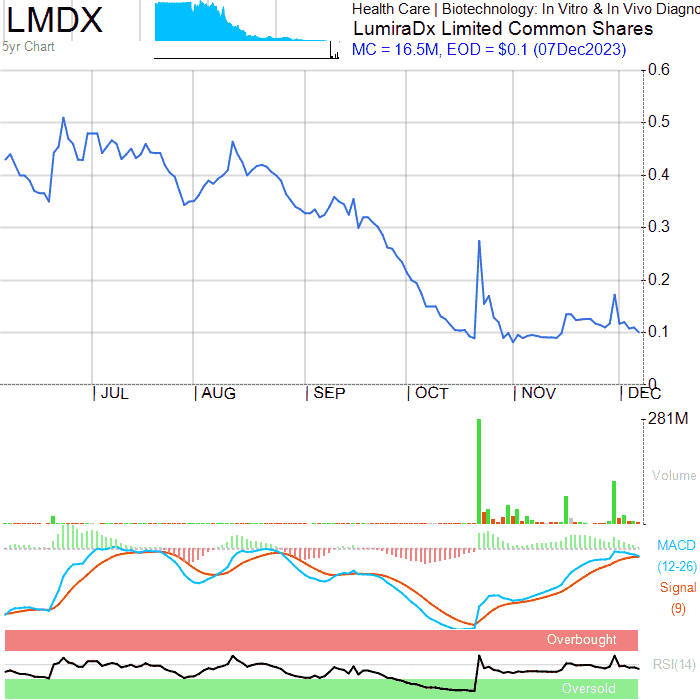 LMDX
5yr Chart
Health Care | Biotechnology: In Vitro & In Vivo Diagno
LumiraDx Limited Common Shares
MC = 16.5M, EOD = $0.1 (07Dec2023)
0.6
0.5
0.4
0.3
0.2
0.1
0
JUL
AUG
SEP
OCT
NOV
DEC
281M
Volume
MACD
(12-26)
Signal
(9)
Overbought
RSI(14)
Oversold